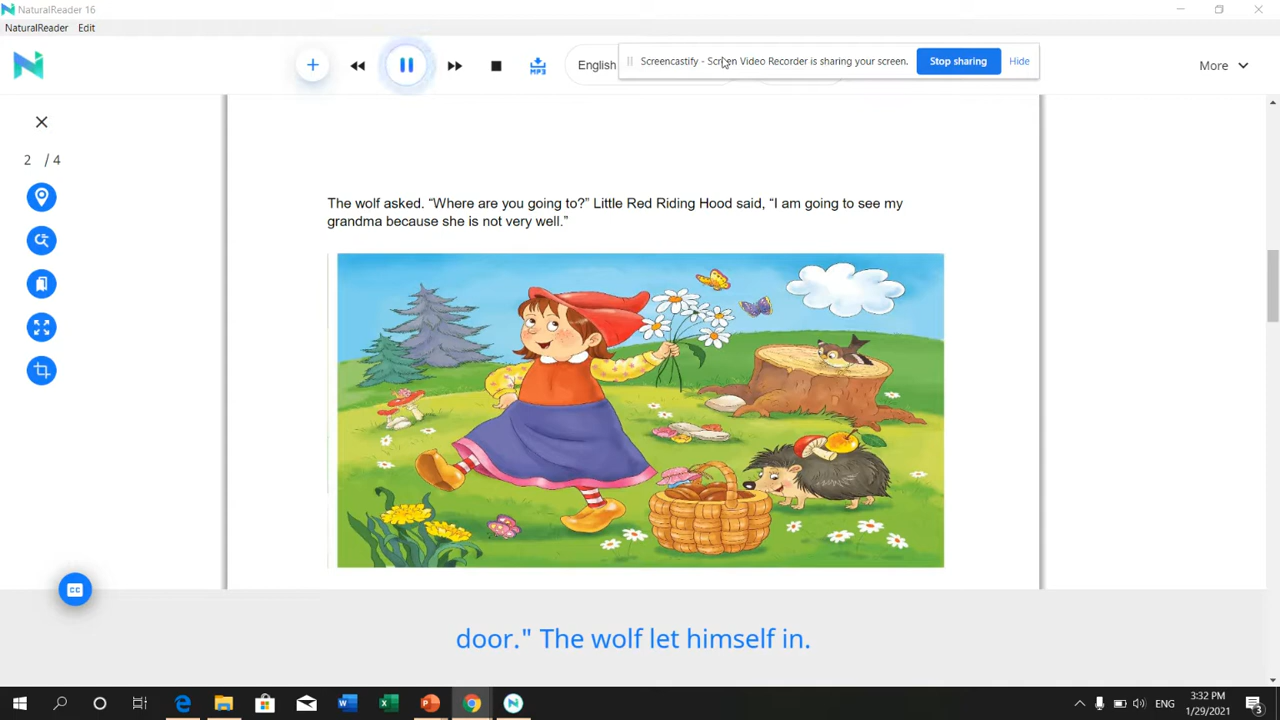 NaturalReader 16
NaturalReader Edit
MP3
English
Screencastify - Screen Video Recorder is sharing your screen.
Stop sharing
Hide
More
2 / 4
The wolf asked. “Where are you going to?” Little Red Riding Hood said, “I am going to see my
grandma because she is not very well.”
CC
door." The wolf let himself in.
ENG
3:32 PM
1/29/2021
3